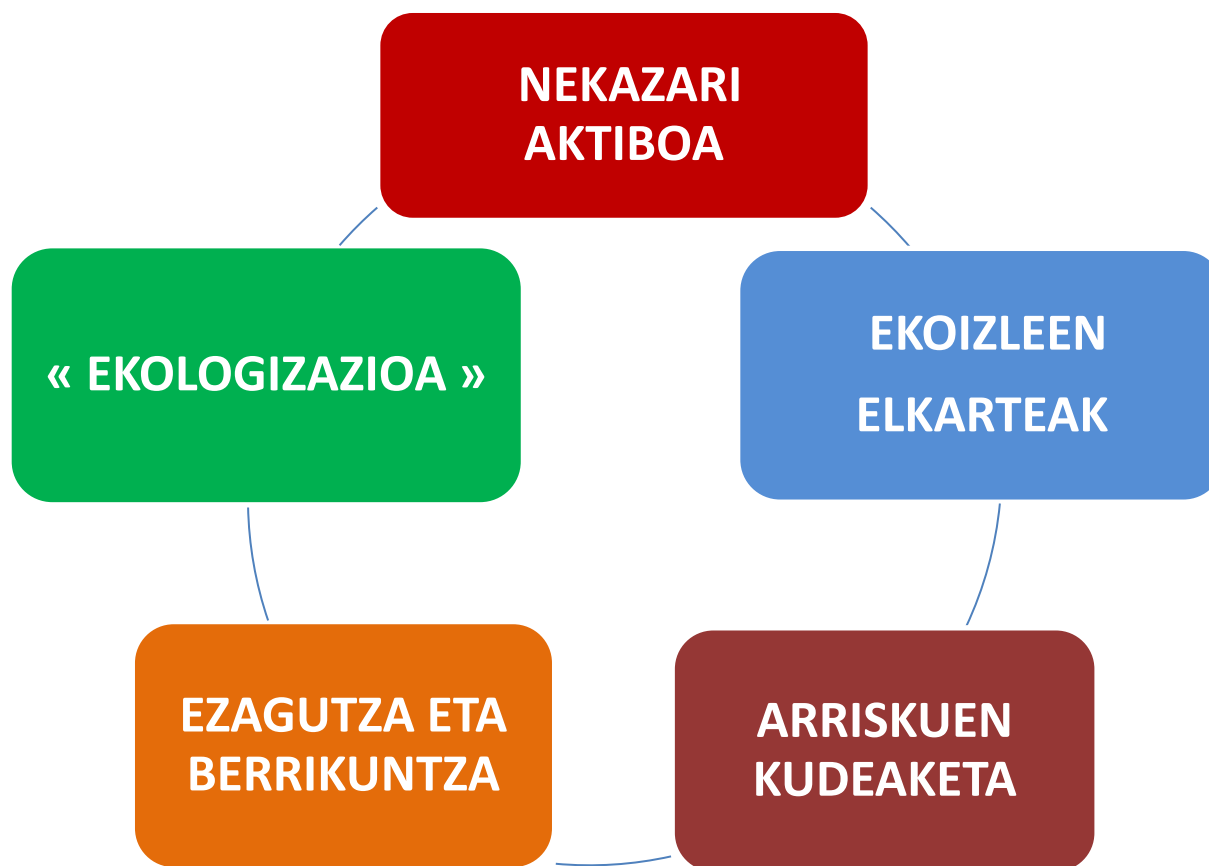 NEKAZARI
AKTIBOA
« EKOLOGIZAZIOA »
EKOIZLEEN
ELKARTEAK
EZAGUTZA ETA
BERRIKUNTZA
ARRISKUEN
KUDEAKETA